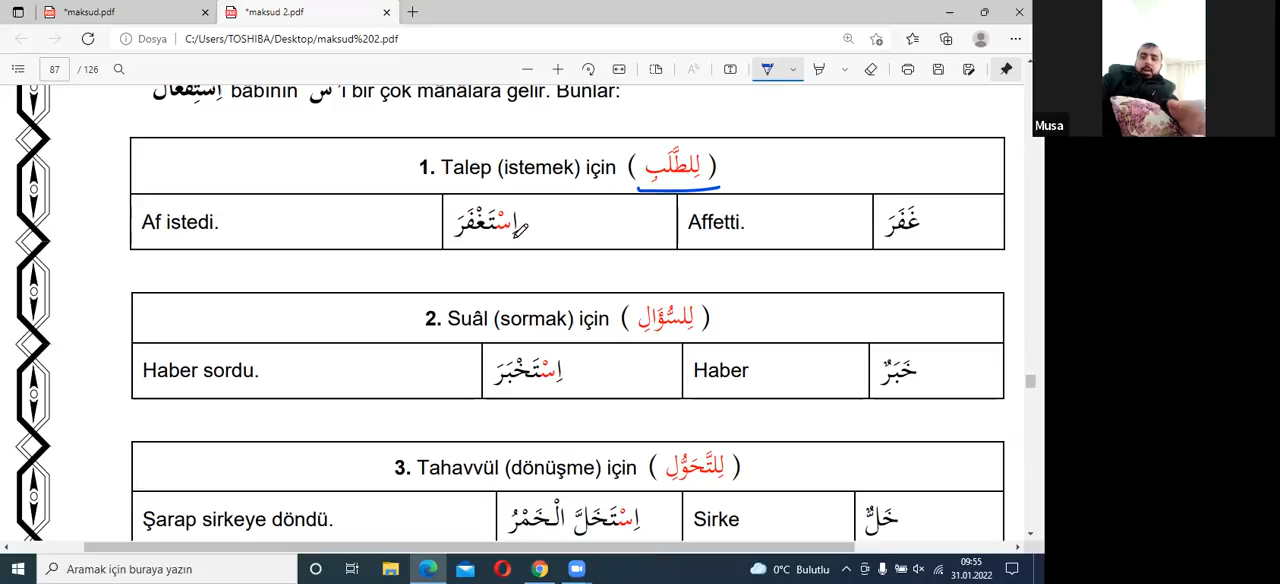 *maksud.pdf
*maksud 2.pdf
Dosya C:/Users/TOSHIBA/Desktop/maksud%202.pdf
87 / 126
اِسْتِفْعَالْ bâbının س 'i bir çok mânâlara gelir. Bunlar:
1. Talep (istemek) için ( لِلطَّلَبِ )
Af istedi. اِسْتَغْفَرَ Affetti. غَفَرَ
2. Suâl (sormak) için ( لِلسُّؤَالِ )
Haber sordu. اِسْتَخْبَرَ Haber خَبَرٌ
3. Tahavvül (dönüşme) için ( لِلتَّحَوُّلِ )
Şarap sirkeye döndü. اِسْتَخَلَّ الْخَمْرُ Sirke خَلٌّ
Musa
Aramak için buraya yazın
0°C Bulutlu
09:55
31.01.2022